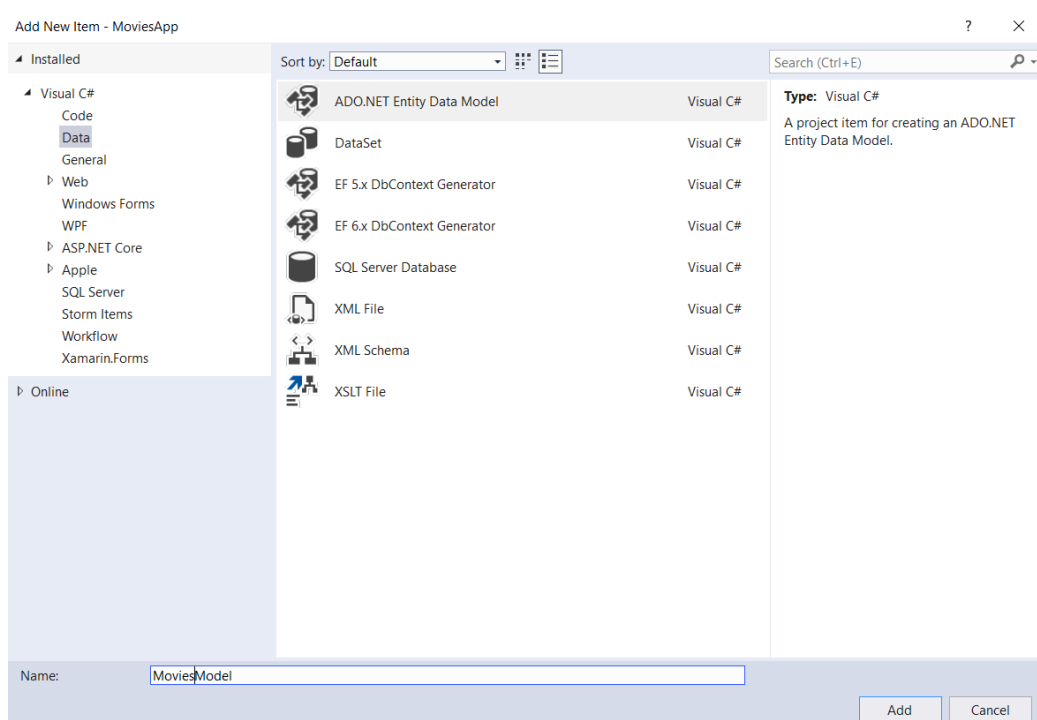 Add New Item - MoviesApp
?
Installed
Sort by: Default
Search (Ctrl+E)
Visual C#
Code
Data
General
Web
Windows Forms
WPF
ASP.NET Core
Apple
SQL Server
Storm Items
Workflow
Xamarin.Forms
Online
ADO.NET Entity Data Model Visual C#
DataSet Visual C#
EF 5.x DbContext Generator Visual C#
EF 6.x DbContext Generator Visual C#
SQL Server Database Visual C#
XML File Visual C#
XML Schema Visual C#
XSLT File Visual C#
Type: Visual C#
A project item for creating an ADO.NET
Entity Data Model.
Name: MoviesModel
Add Cancel